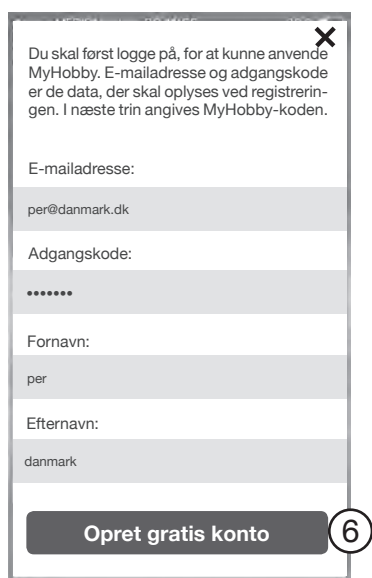 Du skal først logge på, for at kunne anvende
MyHobby. E-mailadresse og adgangskode
er de data, der skal oplyses ved registrerin-
gen. I næste trin angives MyHobby-koden.
E-mailadresse:
per@danmark.dk
Adgangskode:
•••••••
Fornavn:
per
Efternavn:
danmark
Opret gratis konto
6